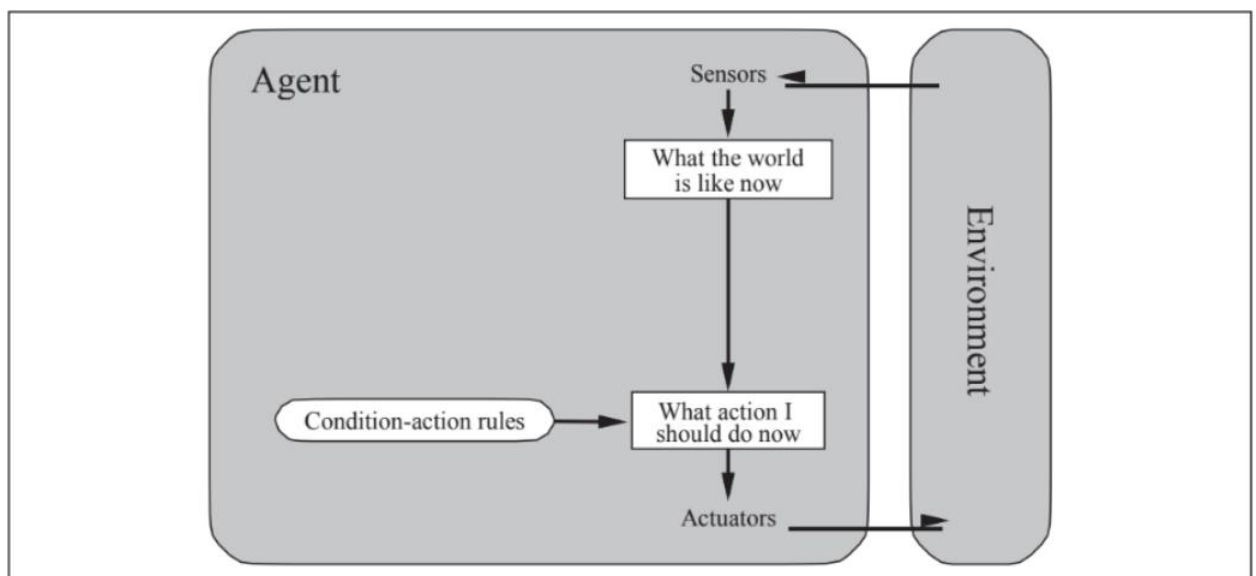 Agent
Sensors
What the world
is like now
Environment
Condition-action rules
What action I
should do now
Actuators